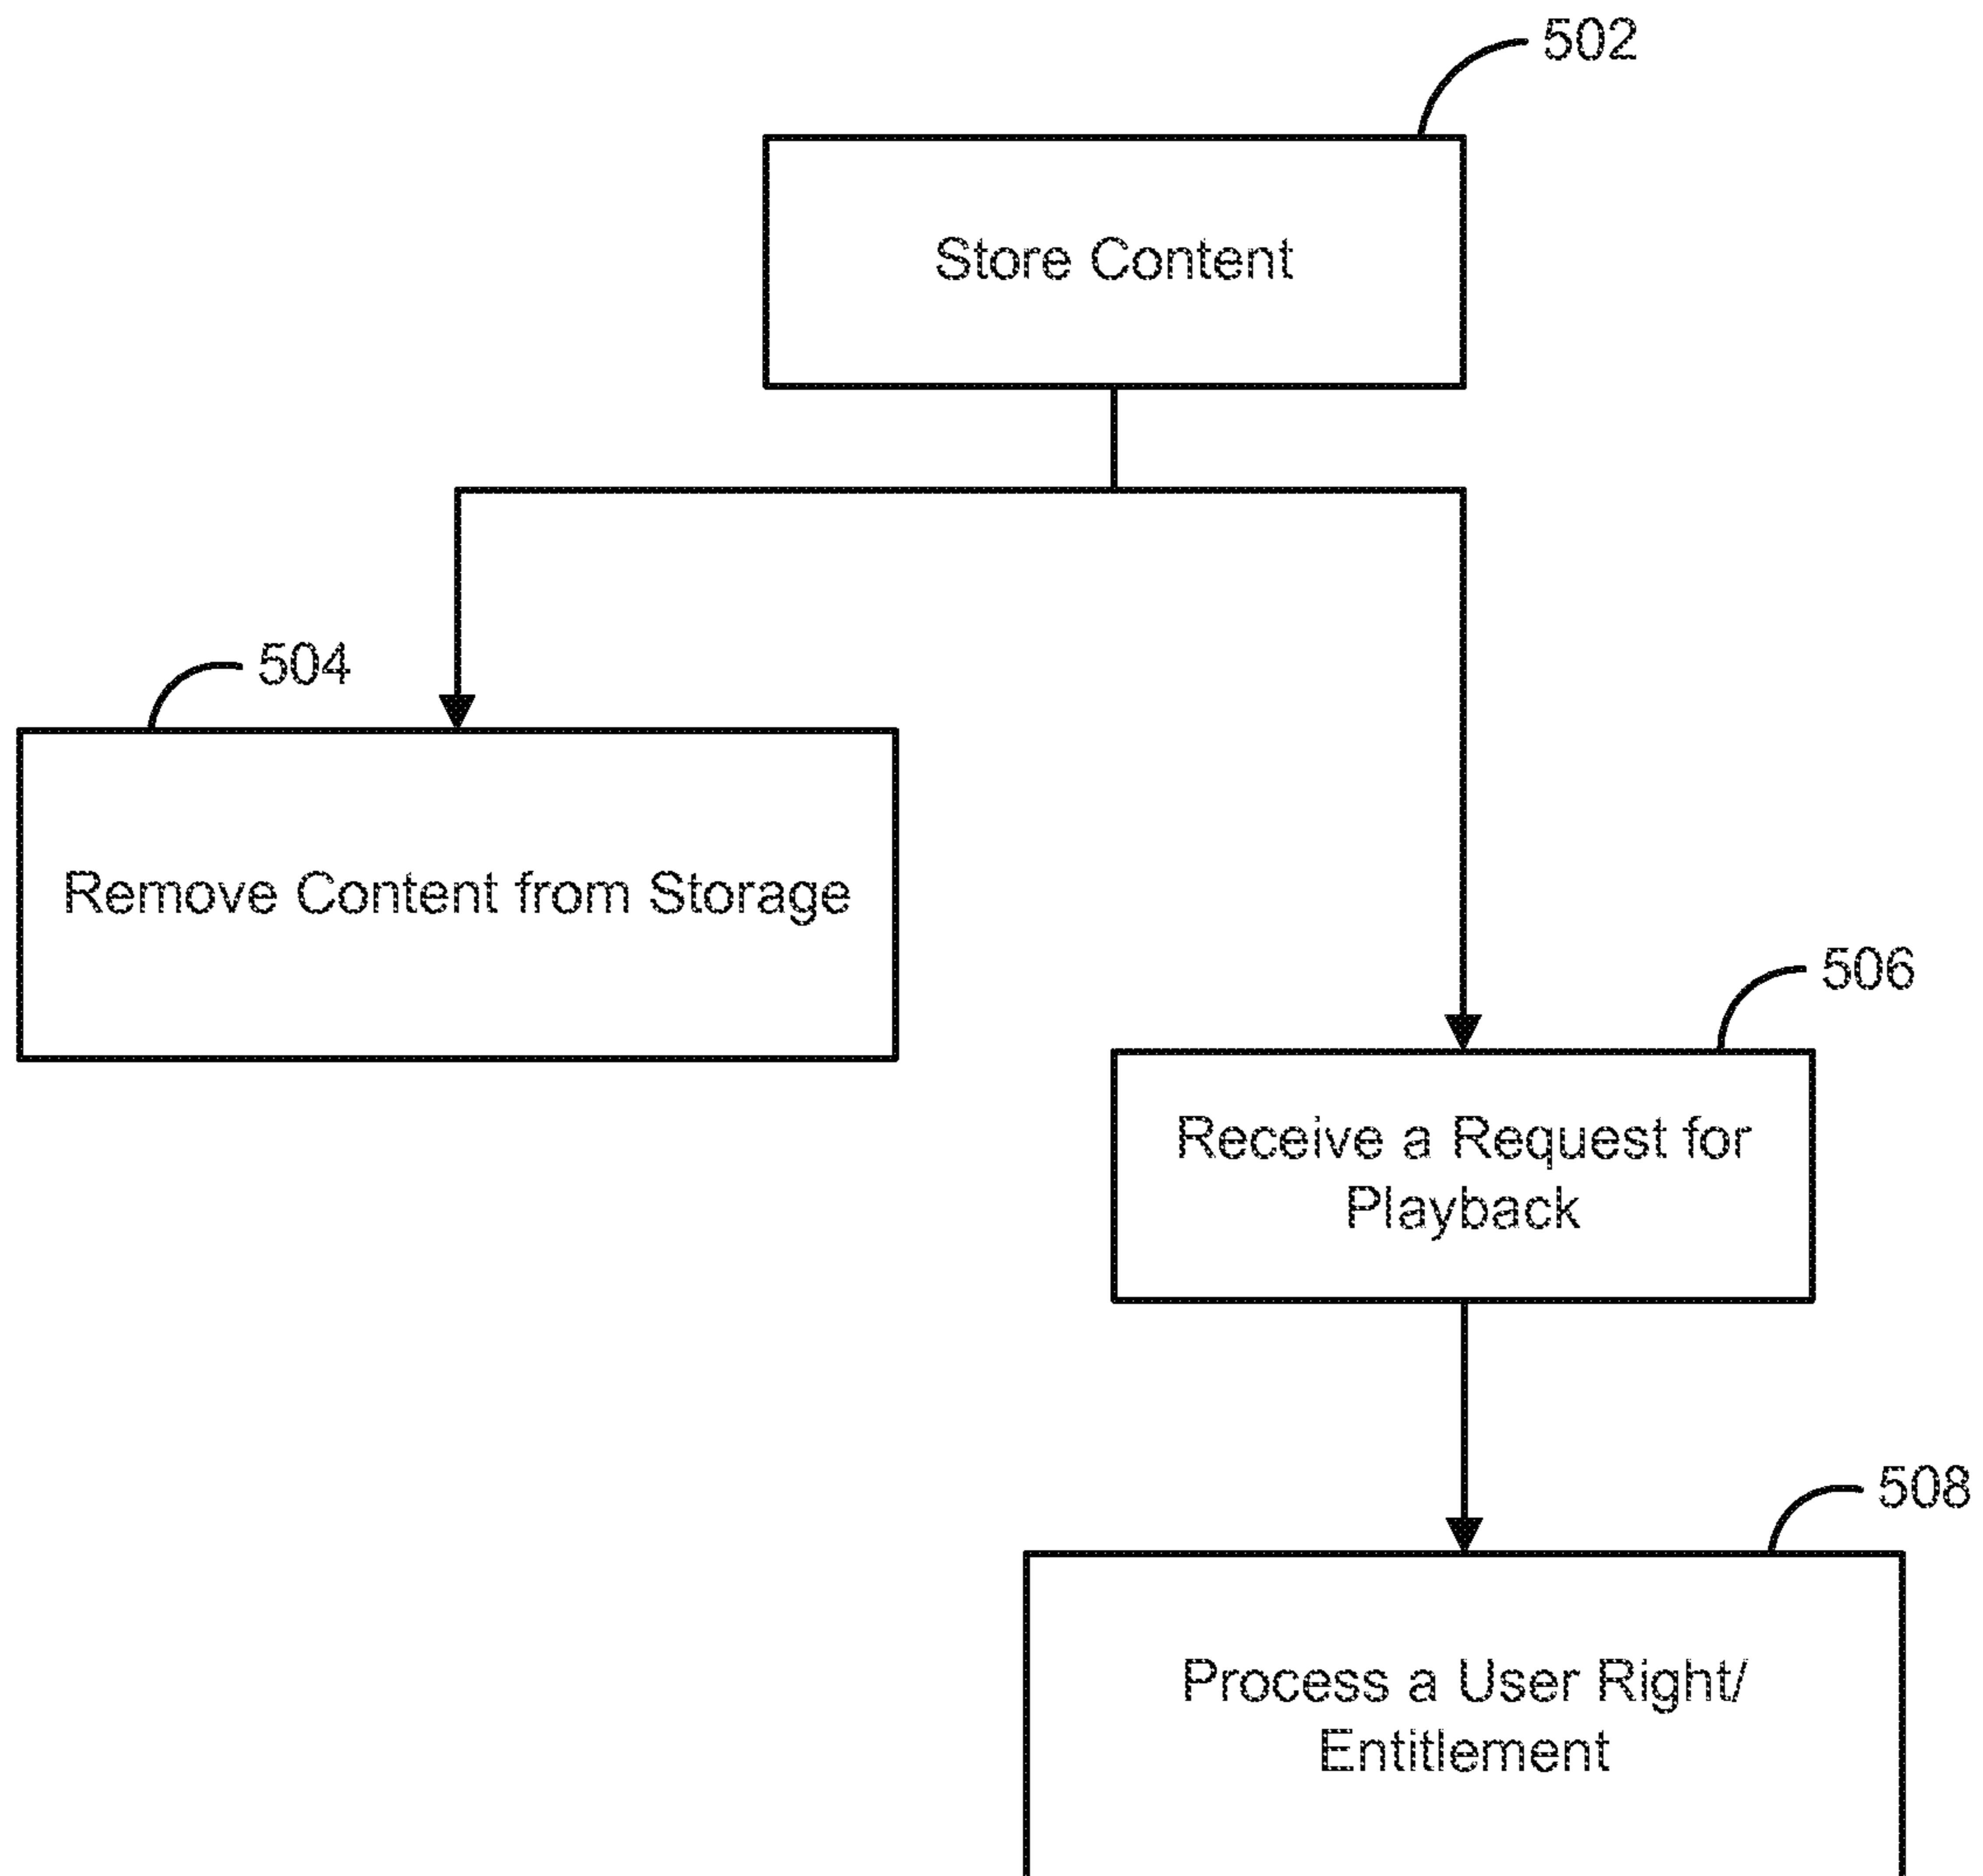 502
Store Content
504
Remove Content from Storage
506
Receive a Request for
Playback
508
Process a User Right/
Entitlement